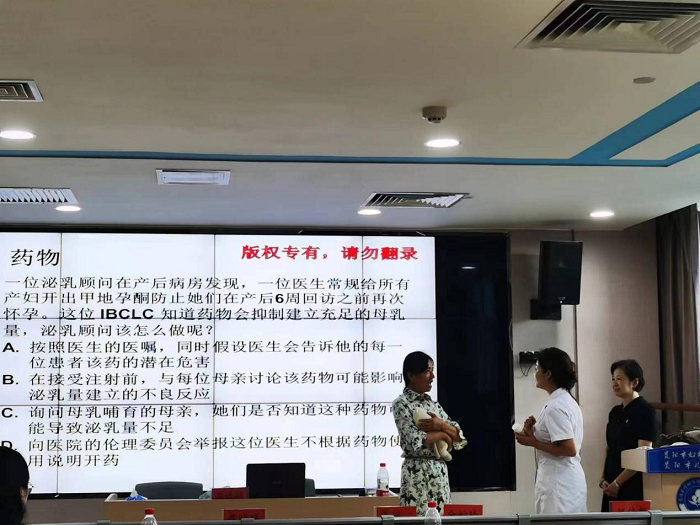 药物
版权专有，请勿翻录
一位泌乳顾问在产后病房发现，一位医生常规给所有
产妇开出甲地孕酮防止她们在产后6周回访之前再次
怀孕。这位 IBCLC 知道药物会抑制建立充足的母乳
量，泌乳顾问该怎么做呢？
A. 按照医生的医嘱，同时假设医生会告诉他的每一
位患者该药的潜在危害
B. 在接受注射前，与每位母亲讨论该药物可能影响
泌乳量建立的不良反应
C. 询问母乳哺育的母亲，她们是否知道这种药物
能导致泌乳量不足
D. 向医院的伦理委员会举报这位医生不根据药物使
用说明开药